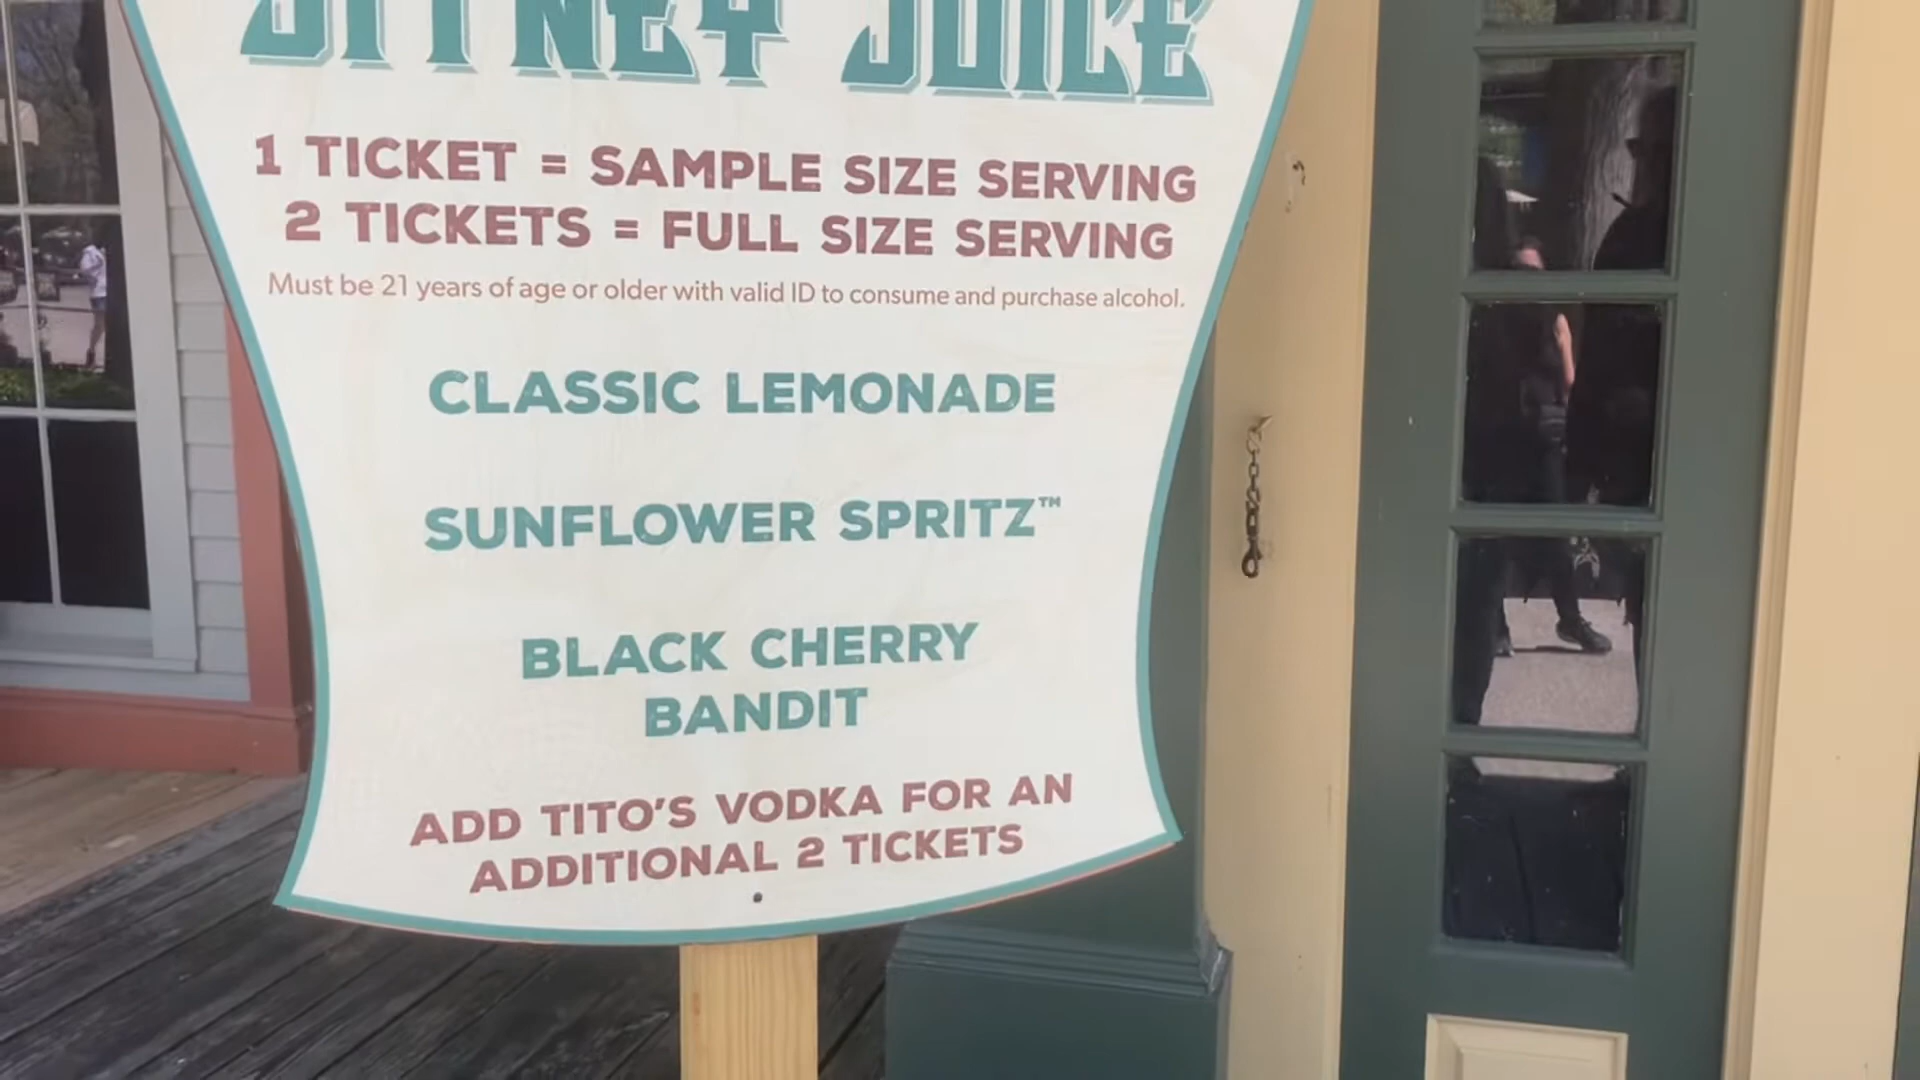 JITNEY JUICE
1 TICKET = SAMPLE SIZE SERVING
2 TICKETS = FULL SIZE SERVING
Must be 21 years of age or older with valid ID to consume and purchase alcohol.
CLASSIC LEMONADE
SUNFLOWER SPRITZ™
BLACK CHERRY
BANDIT
ADD TITO'S VODKA FOR AN
ADDITIONAL 2 TICKETS